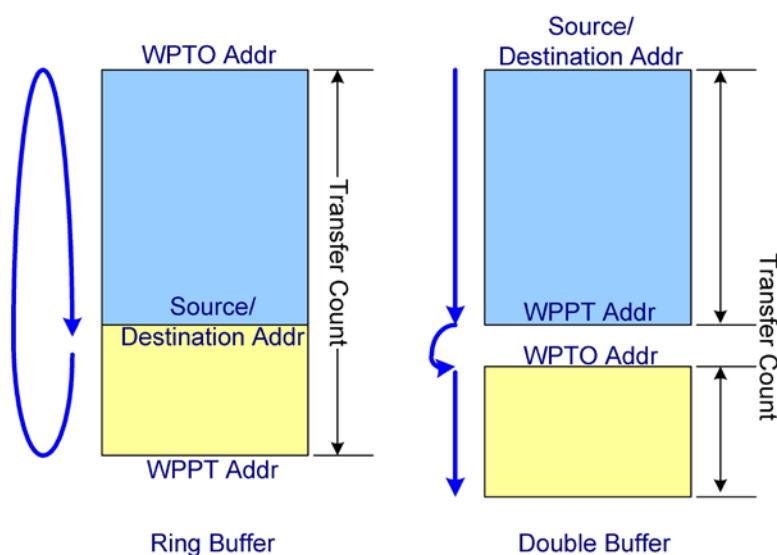 WPTO Addr
Transfer Count
Source/
Destination Addr
WPPT Addr
Ring Buffer
Source/
Destination Addr
WPPT Addr
WPTO Addr
Transfer Count
Double Buffer